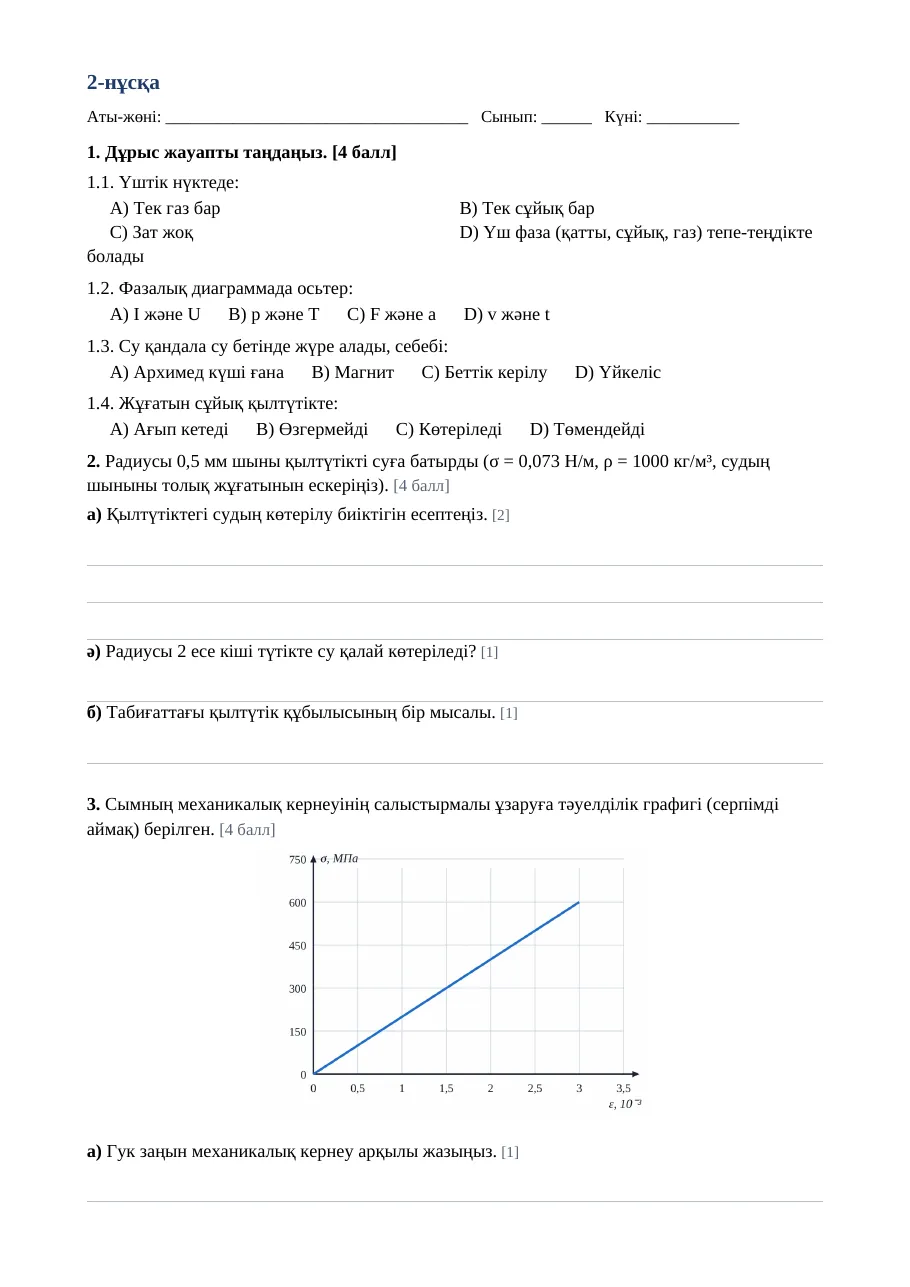 2-нұсқа
Аты-жөні: ____________________________________ Сынып: ______ Күні: ___________
1. Дұрыс жауапты таңдаңыз. [4 балл]
1.1. Үштік нүктеде:
A) Тек газ бар B) Тек сұйық бар
C) Зат жоқ D) Үш фаза (қатты, сұйық, газ) тепе-теңдікте
болады
1.2. Фазалық диаграммада осьтер:
A) I және U B) p және T C) F және a D) v және t
1.3. Су қандала су бетінде жүре алады, себебі:
A) Архимед күші ғана B) Магнит C) Беттік керілу D) Үйкеліс
1.4. Жұғатын сұйық қылтүтікте:
A) Ағып кетеді B) Өзгермейді C) Көтеріледі D) Төмендейді
2. Радиусы 0,5 мм шыны қылтүтікті суға батырды (σ = 0,073 Н/м, ρ = 1000 кг/м³, судың
шыныны толық жұғатынын ескеріңіз). [4 балл]
а) Қылтүтіктегі судың көтерілу биіктігін есептеңіз. [2]
ә) Радиусы 2 есе кіші түтікте су қалай көтеріледі? [1]
б) Табиғаттағы қылтүтік құбылысының бір мысалы. [1]
3. Сымның механикалық кернеуінің салыстырмалы ұзаруға тәуелділік графигі (серпімді
аймақ) берілген. [4 балл]
750 σ, МПа
600
450
300
150
0
0 0,5 1 1,5 2 2,5 3 3,5
ε, 10⁻³
а) Гук заңын механикалық кернеу арқылы жазыңыз. [1]